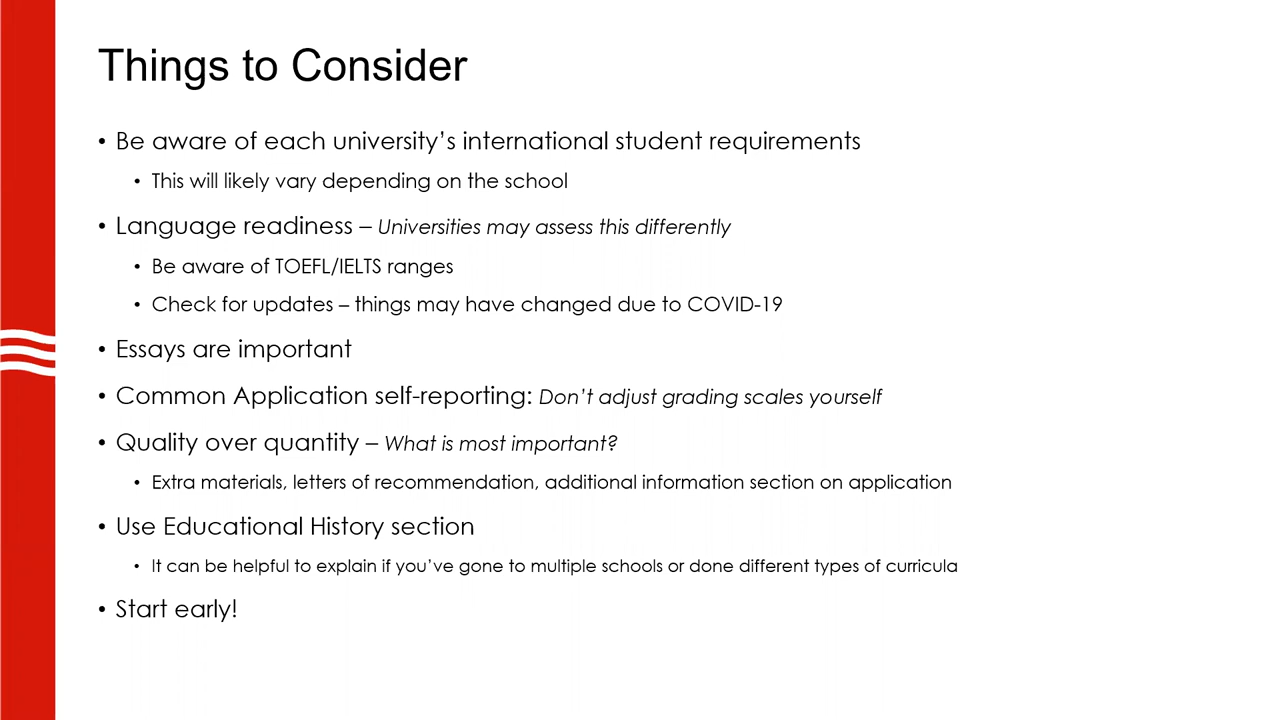 Things to Consider
• Be aware of each university’s international student requirements
• This will likely vary depending on the school
• Language readiness – Universities may assess this differently
• Be aware of TOEFL/IELTS ranges
• Check for updates – things may have changed due to COVID-19
• Essays are important
• Common Application self-reporting: Don’t adjust grading scales yourself
• Quality over quantity – What is most important?
• Extra materials, letters of recommendation, additional information section on application
• Use Educational History section
• It can be helpful to explain if you’ve gone to multiple schools or done different types of curricula
• Start early!